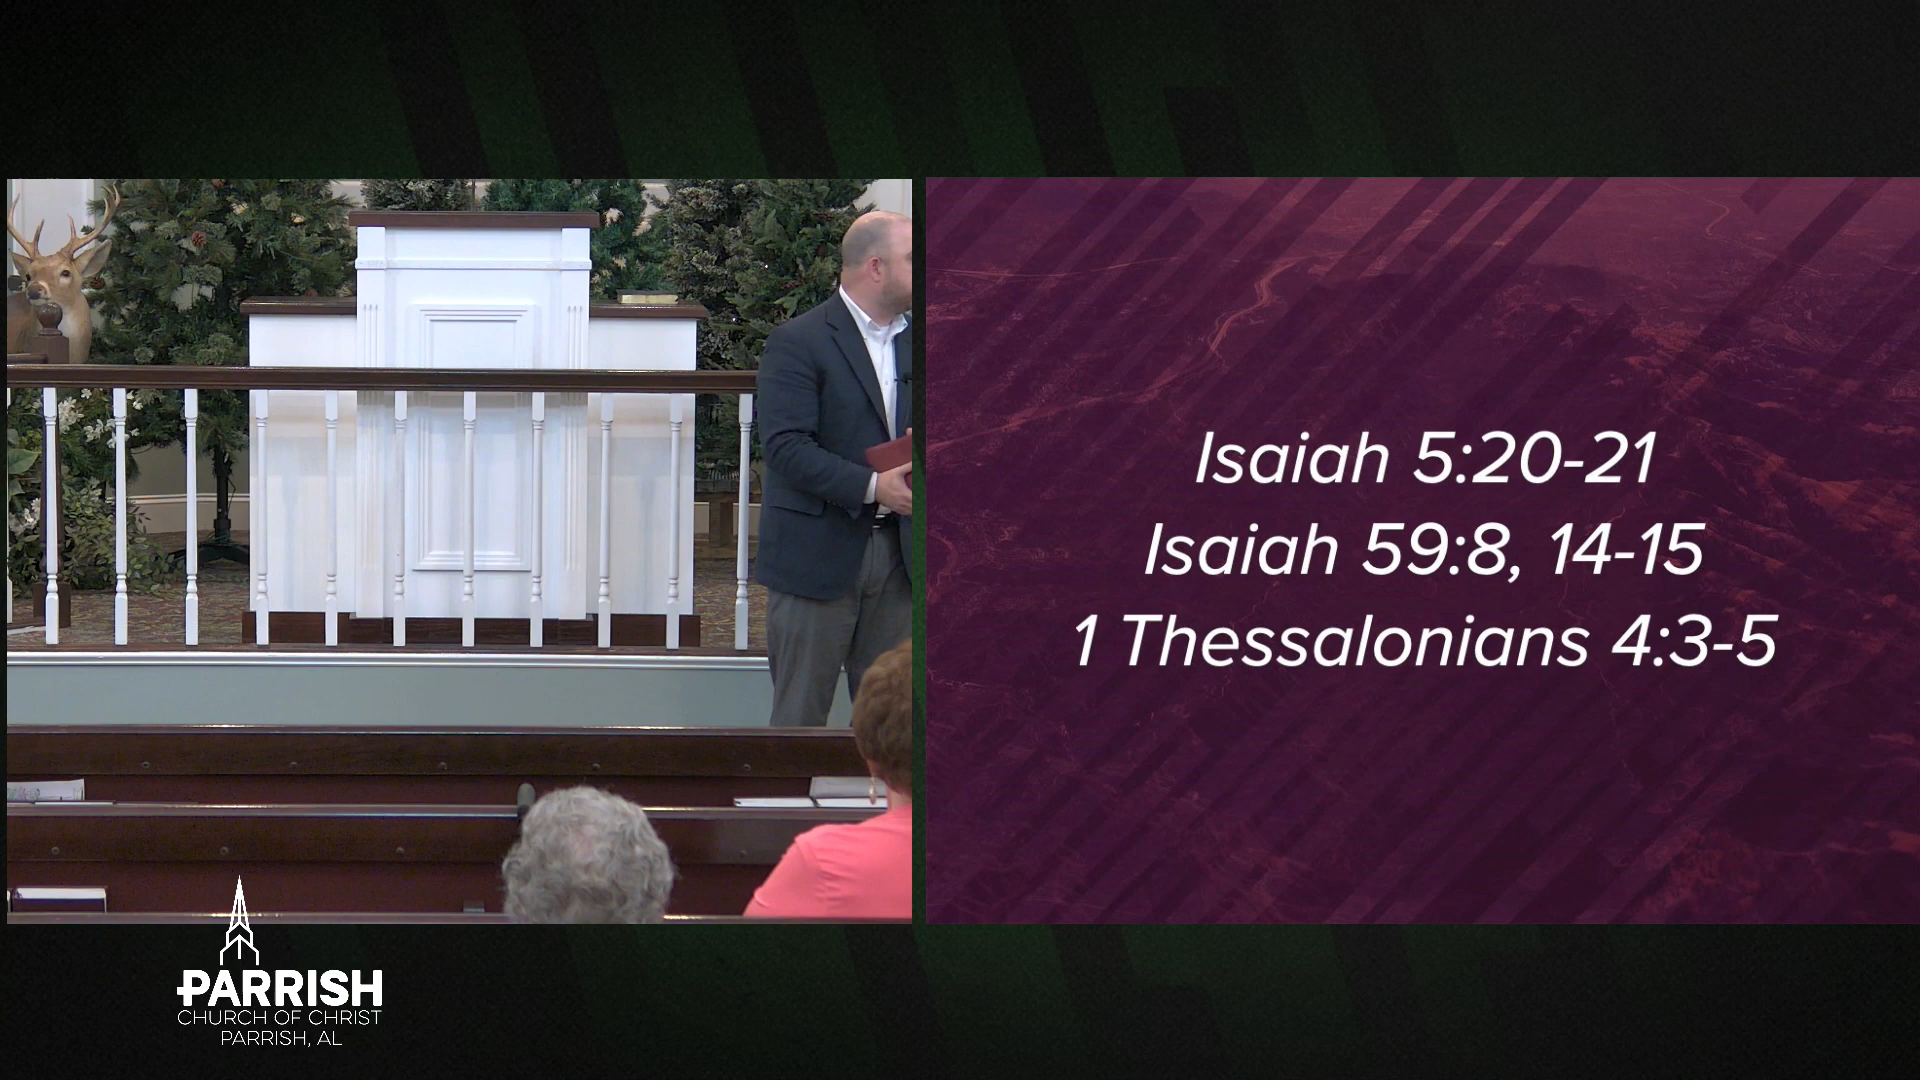 Isaiah 5:20-21
Isaiah 59:8, 14-15
1 Thessalonians 4:3-5
PARRISH
CHURCH OF CHRIST
PARRISH, AL